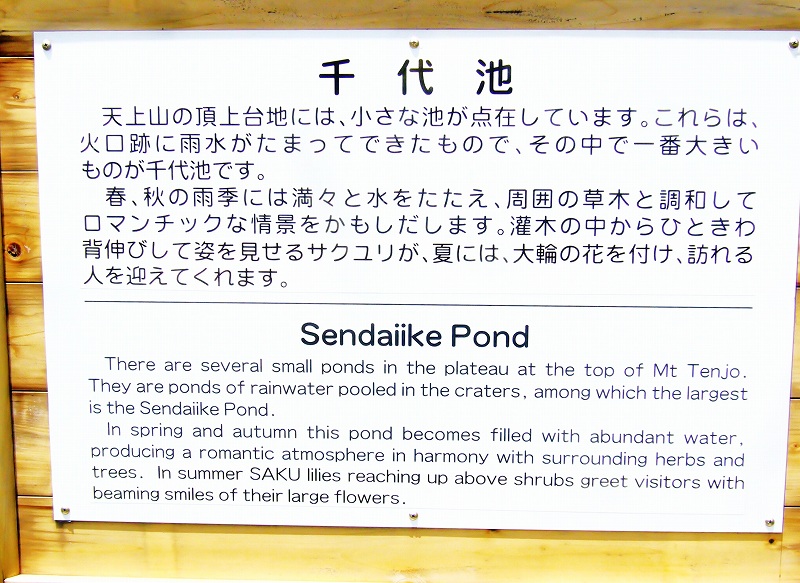 千代池
天上山の頂上台地には、小さな池が点在しています。これらは、
火口跡に雨水がたまってできたもので、その中で一番大きい
ものが千代池です。
春、秋の雨季には満々と水をたたえ、周囲の草木と調和して
ロマンチックな情景をかもしだします。灌木の中からひときわ
背伸びして姿を見せるサクユリが、夏には、大輪の花を付け、訪れる
人を迎えてくれます。
Sendaiike Pond
There are several small ponds in the plateau at the top of Mt Tenjo.
They are ponds of rainwater pooled in the craters, among which the largest
is the Sendaiike Pond.
In spring and autumn this pond becomes filled with abundant water,
producing a romantic atmosphere in harmony with surrounding herbs and
trees. In summer SAKU lilies reaching up above shrubs greet visitors with
beaming smiles of their large flowers.